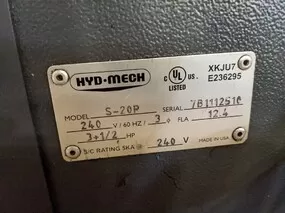 HYD-MECH
C UL US LISTED
XKJU7
E236295
MODEL S-20P SERIAL
240 V / 60 HZ / 3 ⌀ FLA 12.4
3+1/2 HP 240 V MADE IN USA
S/C RATING 5KA